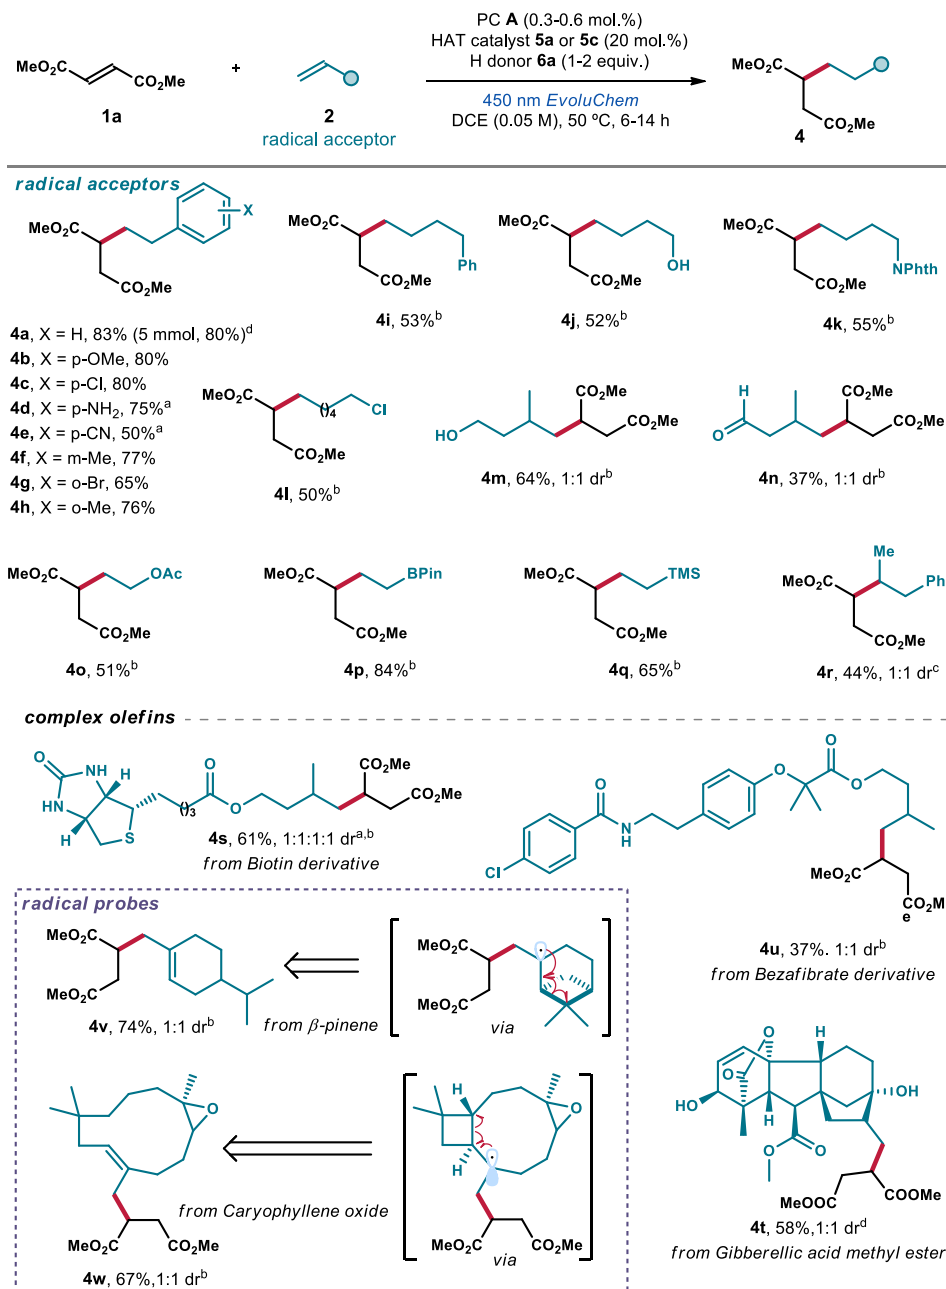 PC A (0.3-0.6 mol.%)
HAT catalyst 5a or 5c (20 mol.%)
H donor 6a (1-2 equiv.)
MeO₂C
CO₂Me
+
1a
2
radical acceptor
450 nm EvoluChem
DCE (0.05 M), 50 ºC, 6-14 h
MeO₂C
CO₂Me
4
radical acceptors
X
MeO₂C
CO₂Me
4a, X = H, 83% (5 mmol, 80%)ᵈ
4b, X = p-OMe, 80%
4c, X = p-Cl, 80%
4d, X = p-NH₂, 75%ᵃ
4e, X = p-CN, 50%ᵃ
4f, X = m-Me, 77%
4g, X = o-Br, 65%
4h, X = o-Me, 76%
MeO₂C
CO₂Me
Ph
4i, 53%ᵇ
MeO₂C
CO₂Me
OH
4j, 52%ᵇ
MeO₂C
CO₂Me
NPhth
4k, 55%ᵇ
MeO₂C
()₄
Cl
CO₂Me
4l, 50%ᵇ
HO
CO₂Me
CO₂Me
4m, 64%, 1:1 drᵇ
O
CO₂Me
CO₂Me
4n, 37%, 1:1 drᵇ
MeO₂C
OAc
CO₂Me
4o, 51%ᵇ
MeO₂C
BPin
CO₂Me
4p, 84%ᵇ
MeO₂C
TMS
CO₂Me
4q, 65%ᵇ
Me
MeO₂C
Ph
CO₂Me
4r, 44%, 1:1 drᶜ
complex olefins
O
NH
HN
H
H
S
()₃
O
O
CO₂Me
CO₂Me
4s, 61%, 1:1:1:1 drᵃ,ᵇ
from Biotin derivative
Cl
O
N
H
O
O
O
MeO₂C
CO₂M
e
4u, 37%. 1:1 drᵇ
from Bezafibrate derivative
radical probes
MeO₂C
MeO₂C
4v, 74%, 1:1 drᵇ
from β-pinene
MeO₂C
MeO₂C
via
O
MeO₂C
CO₂Me
4w, 67%,1:1 drᵇ
from Caryophyllene oxide
H
H
O
MeO₂C
CO₂Me
via
O
O
HO
H
H
OH
O
O
MeOOC
COOMe
4t, 58%,1:1 drᵈ
from Gibberellic acid methyl ester